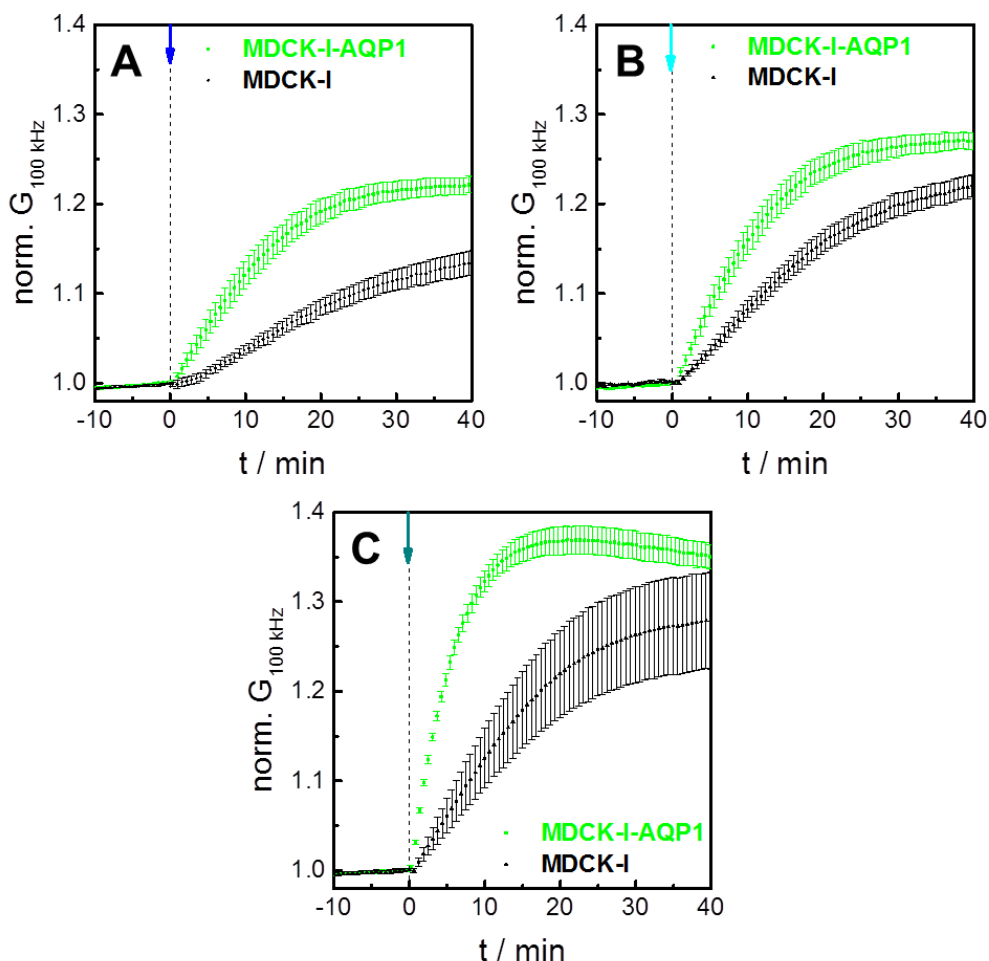 A
MDCK-I-AQP1
MDCK-I
norm. G100 kHz
1.4
1.3
1.2
1.1
1.0
-10 0 10 20 30 40
t / min
B
MDCK-I-AQP1
MDCK-I
norm. G100 kHz
1.4
1.3
1.2
1.1
1.0
-10 0 10 20 30 40
t / min
C
norm. G100 kHz
1.4
1.3
1.2
1.1
1.0
MDCK-I-AQP1
MDCK-I
-10 0 10 20 30 40
t / min